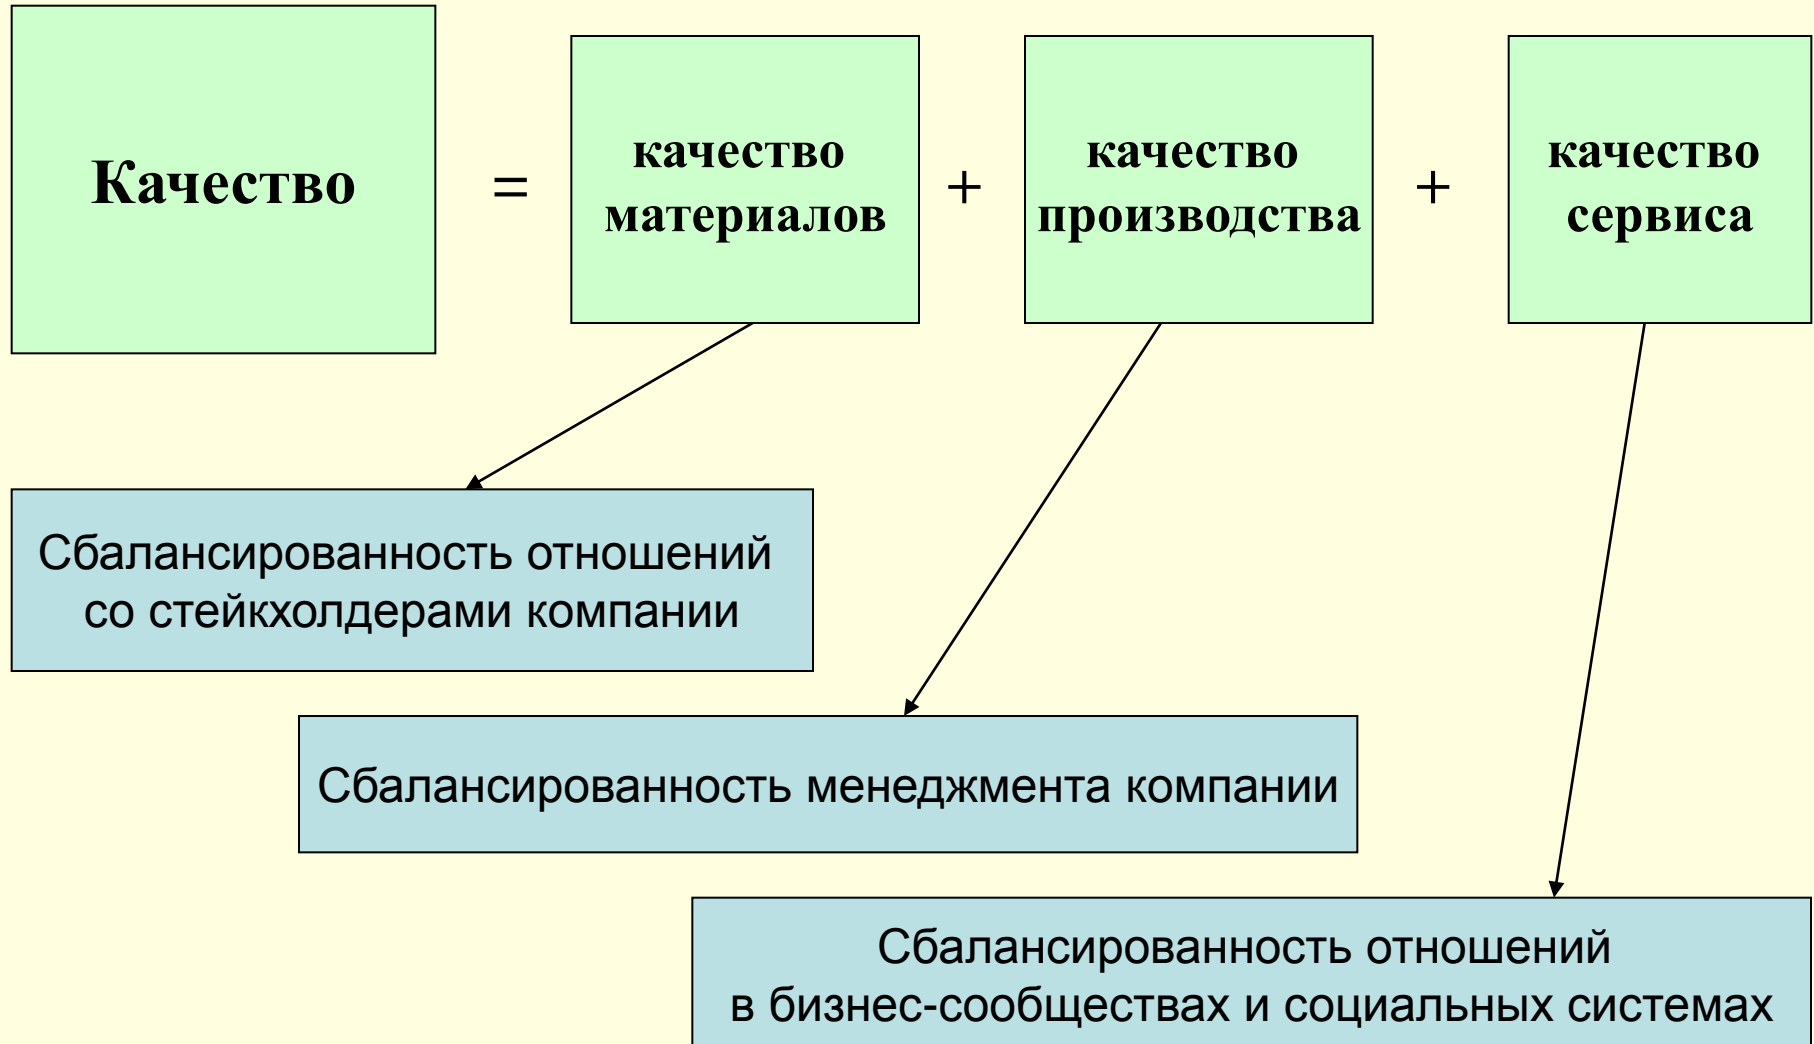 Качество
=
качество
материалов
+
качество
производства
+
качество
сервиса
Сбалансированность отношений
со стейкхолдерами компании
Сбалансированность менеджмента компании
Сбалансированность отношений
в бизнес-сообществах и социальных системах